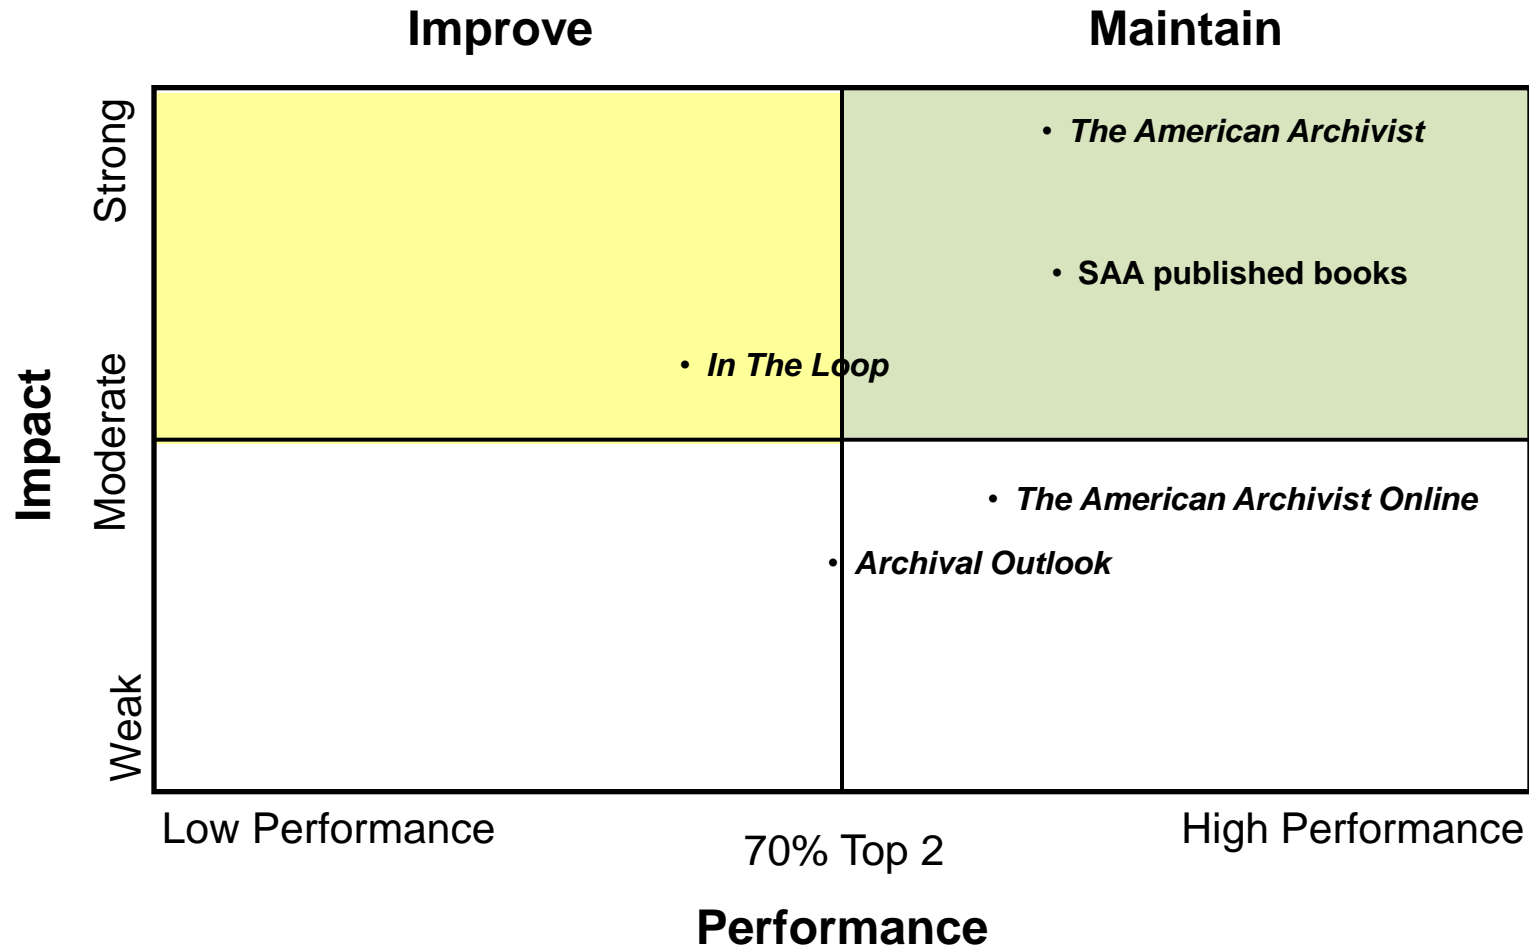 Improve
Maintain
Strong
• The American Archivist
• SAA published books
• In The Loop
Impact
Moderate
• The American Archivist Online
• Archival Outlook
Weak
Low Performance
70% Top 2
High Performance
Performance